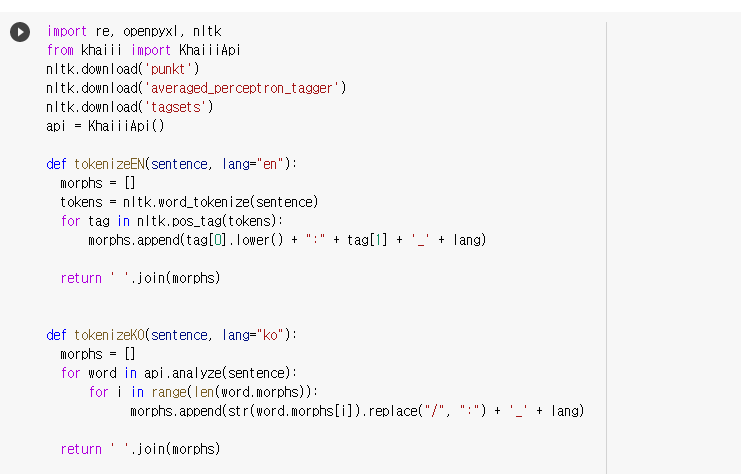 import re, openpyxl, nltk
from khaiii import KhaiiiApi
nltk.download('punkt')
nltk.download('averaged_perceptron_tagger')
nltk.download('tagsets')
api = KhaiiiApi()
def tokenizeEN(sentence, lang="en"):
morphs = []
tokens = nltk.word_tokenize(sentence)
for tag in nltk.pos_tag(tokens):
morphs.append(tag[0].lower() + ":" + tag[1] + '_' + lang)
return ' '.join(morphs)
def tokenizeKO(sentence, lang="ko"):
morphs = []
for word in api.analyze(sentence):
for i in range(len(word.morphs)):
morphs.append(str(word.morphs[i]).replace("/", ":") + '_' + lang)
return ' '.join(morphs)